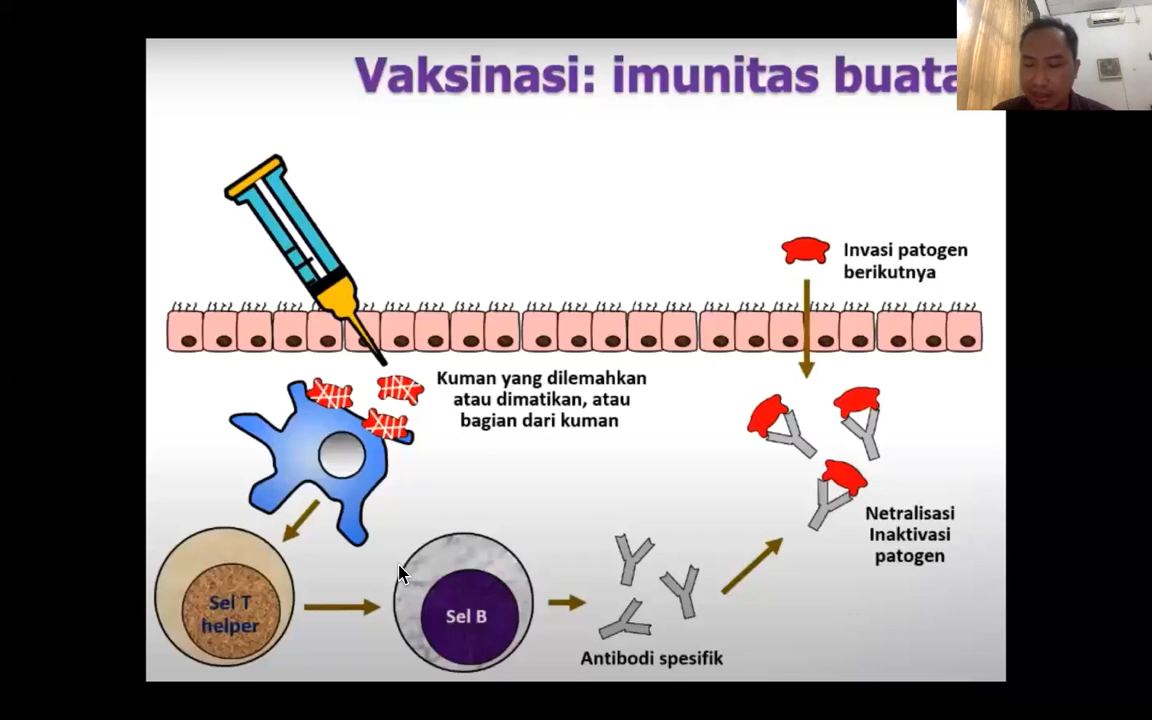 Vaksinasi: imunitas buata
Invasi patogen
berikutnya
Kuman yang dilemahkan
atau dimatikan, atau
bagian dari kuman
Netralisasi
Inaktivasi
patogen
Sel T
helper
Sel B
Antibodi spesifik